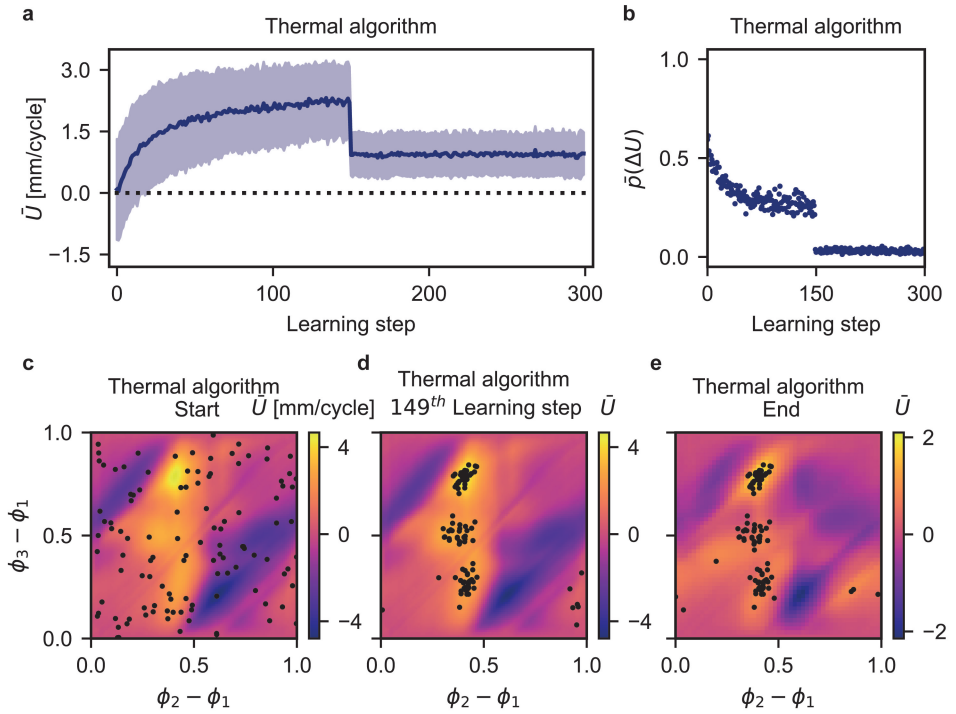 a
Thermal algorithm
3.0
1.5
0.0
−1.5
Ū [mm/cycle]
0
100
200
300
Learning step
b
Thermal algorithm
1.0
0.5
0.0
p̄(ΔU)
0
150
300
Learning step
c
Thermal algorithm
Start
Ū [mm/cycle]
1.0
0.5
0.0
ϕ₃ − ϕ₁
0.0
0.5
1.0
ϕ₂ − ϕ₁
4
0
−4
d
Thermal algorithm
149ᵗʰ Learning step
Ū
0.0
0.5
1.0
ϕ₂ − ϕ₁
4
0
−4
e
Thermal algorithm
End
Ū
0.0
0.5
1.0
ϕ₂ − ϕ₁
2
0
−2